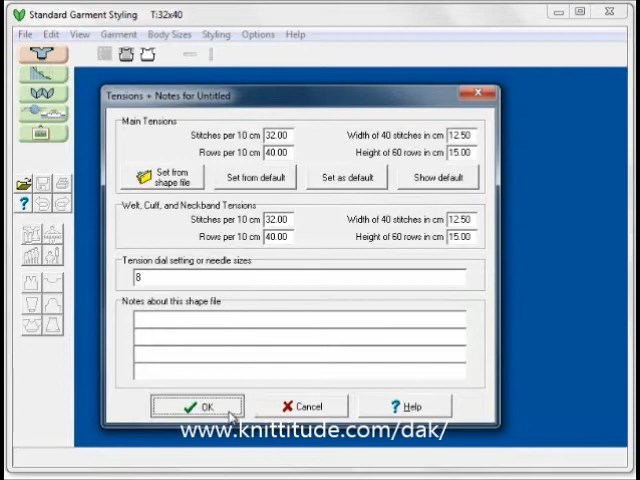 Standard Garment Styling T:32x40
File Edit View Garment Body Sizes Styling Options Help
Tensions + Notes for Untitled
Main Tensions
Stitches per 10 cm 32.00 Width of 40 stitches in cm 12.50
Rows per 10 cm 40.00 Height of 60 rows in cm 15.00
Set from shape file Set from default Set as default Show default
Welt, Cuff, and Neckband Tensions
Stitches per 10 cm 32.00 Width of 40 stitches in cm 12.50
Rows per 10 cm 40.00 Height of 60 rows in cm 15.00
Tension dial setting or needle sizes
8
Notes about this shape file
OK Cancel ? Help
www.knittitude.com/dak/